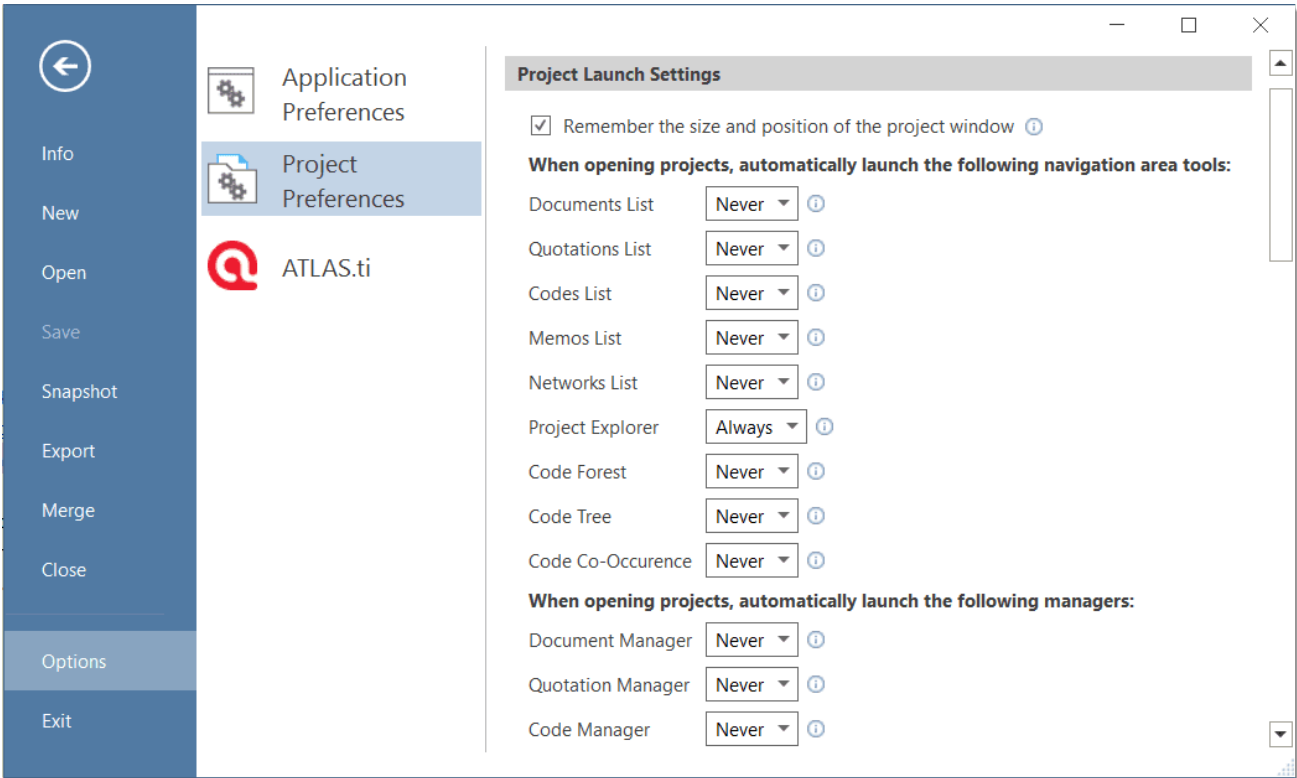 Info
New
Open
Save
Snapshot
Export
Merge
Close
Options
Exit
Application
Preferences
Project
Preferences
ATLAS.ti
Project Launch Settings
Remember the size and position of the project window
When opening projects, automatically launch the following navigation area tools:
Documents List Never
Quotations List Never
Codes List Never
Memos List Never
Networks List Never
Project Explorer Always
Code Forest Never
Code Tree Never
Code Co-Occurence Never
When opening projects, automatically launch the following managers:
Document Manager Never
Quotation Manager Never
Code Manager Never